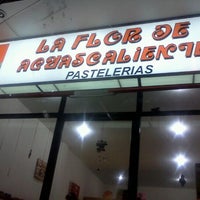 LA FLOR DE
AGUASCALIENTE
PASTELERIAS